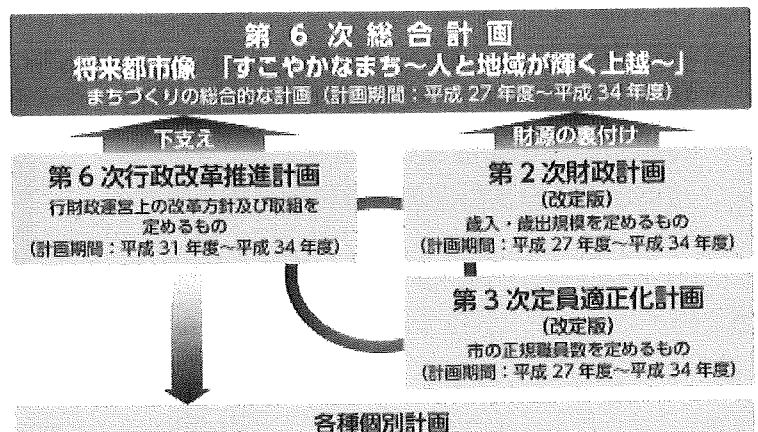 第6次総合計画
将来都市像 「すこやかなまち~人と地域が輝く上越~」
まちづくりの総合的な計画(計画期間:平成27年度~平成34年度)
下支え
財源の裏付け
第6次行政改革推進計画
行財政運営上の改革方針及び取組を
定めるもの
(計画期間:平成31年度~平成34年度)
第2次財政計画
(改定版)
歳入・歳出規模を定めるもの
(計画期間:平成27年度~平成34年度)
第3次定員適正化計画
(改定版)
市の正規職員数を定めるもの
(計画期間:平成27年度~平成34年度)
各種個別計画